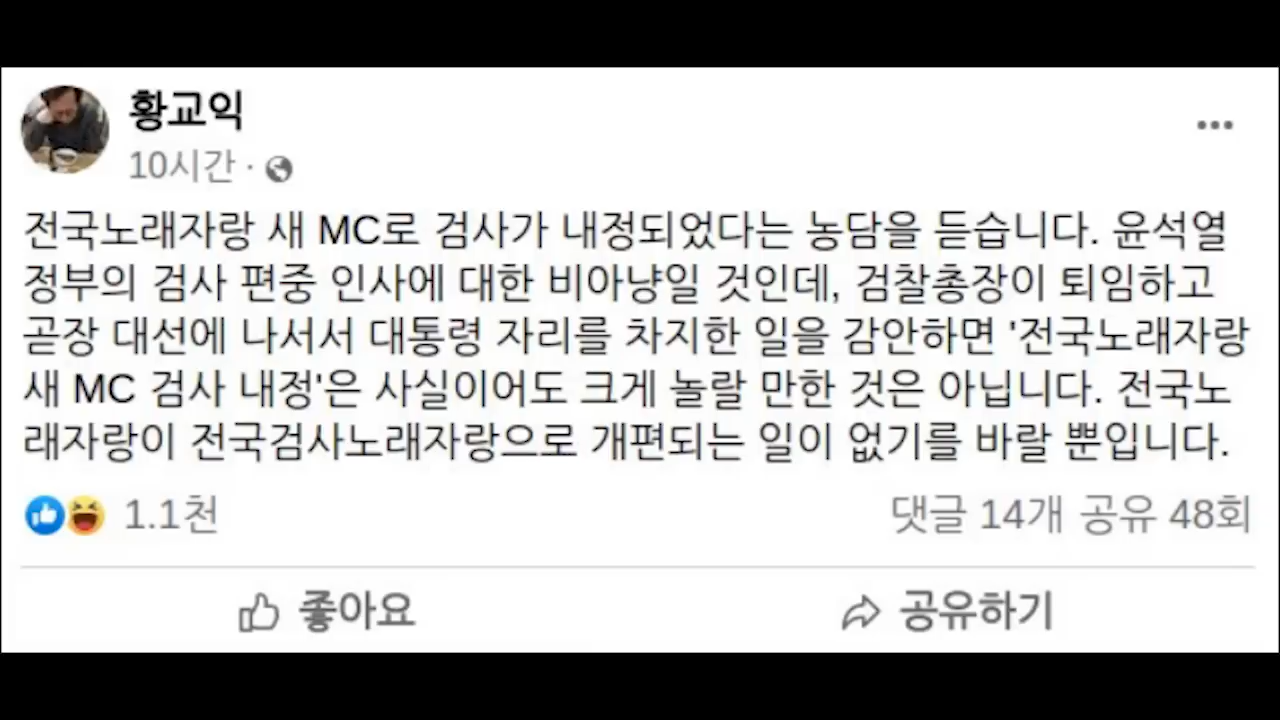 황교익
10시간 ·
전국노래자랑 새 MC로 검사가 내정되었다는 농담을 듣습니다. 윤석열
정부의 검사 편중 인사에 대한 비아냥일 것인데, 검찰총장이 퇴임하고
곧장 대선에 나서서 대통령 자리를 차지한 일을 감안하면 '전국노래자랑
새 MC 검사 내정'은 사실이어도 크게 놀랄 만한 것은 아닙니다. 전국노
래자랑이 전국검사노래자랑으로 개편되는 일이 없기를 바랄 뿐입니다.
1.1천 댓글 14개 공유 48회
좋아요 공유하기